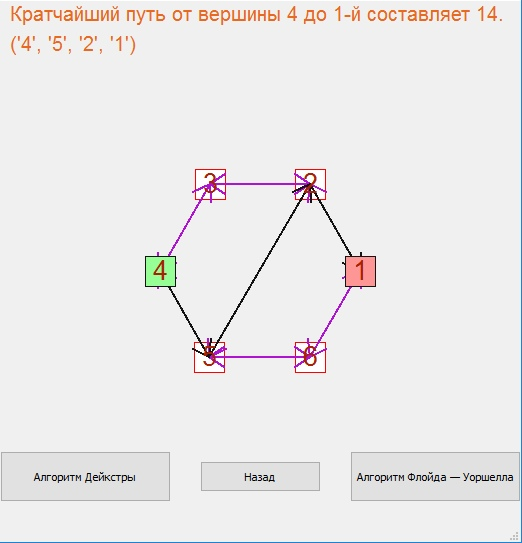 Кратчайший путь от вершины 4 до 1-й составляет 14.
('4', '5', '2', '1')
3 2
4 1
5 6
Алгоритм Дейкстры Назад Алгоритм Флойда — Уоршелла